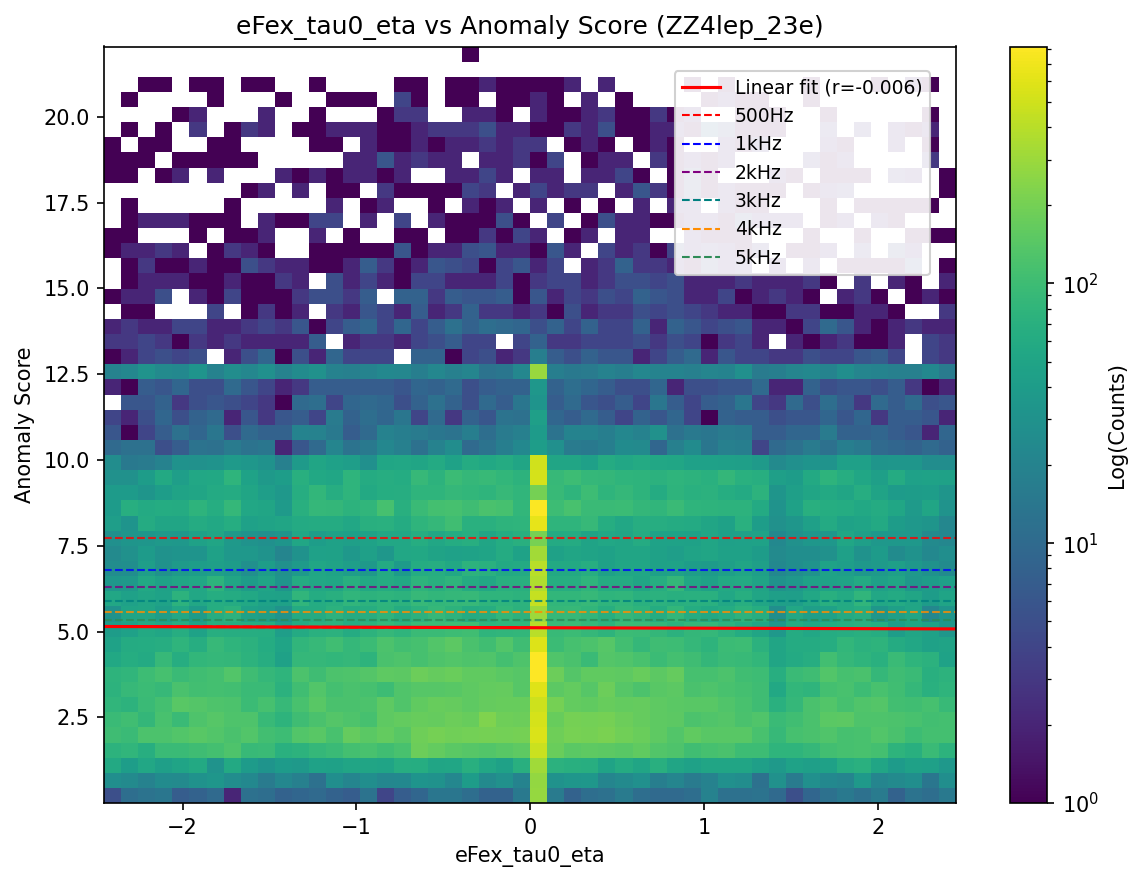 eFex_tau0_eta vs Anomaly Score (ZZ4lep_23e)
Linear fit (r=-0.006)
500Hz
1kHz
2kHz
3kHz
4kHz
5kHz
20.0
17.5
15.0
12.5
10.0
7.5
5.0
2.5
Anomaly Score
−2
−1
0
1
2
eFex_tau0_eta
10²
10¹
10⁰
Log(Counts)